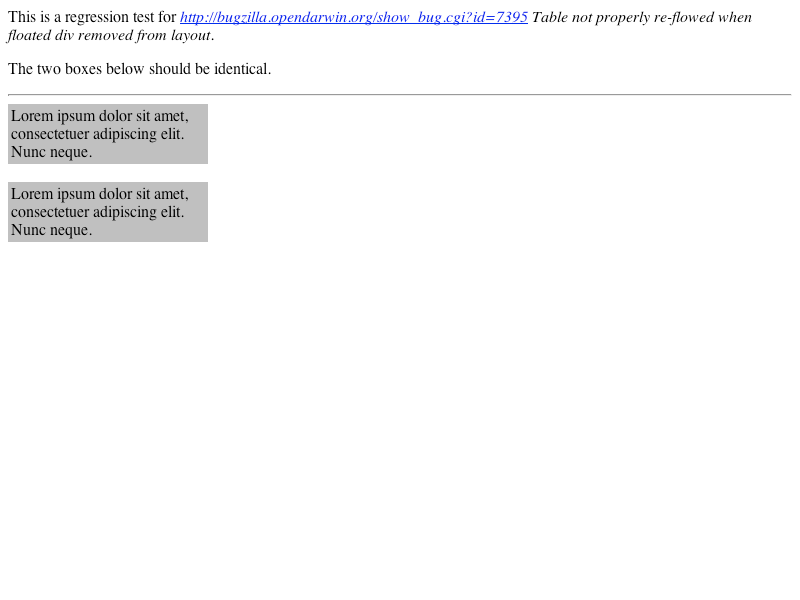 This is a regression test for http://bugzilla.opendarwin.org/show_bug.cgi?id=7395 Table not properly re-flowed when
floated div removed from layout.
The two boxes below should be identical.
Lorem ipsum dolor sit amet,
consectetuer adipiscing elit.
Nunc neque.
Lorem ipsum dolor sit amet,
consectetuer adipiscing elit.
Nunc neque.